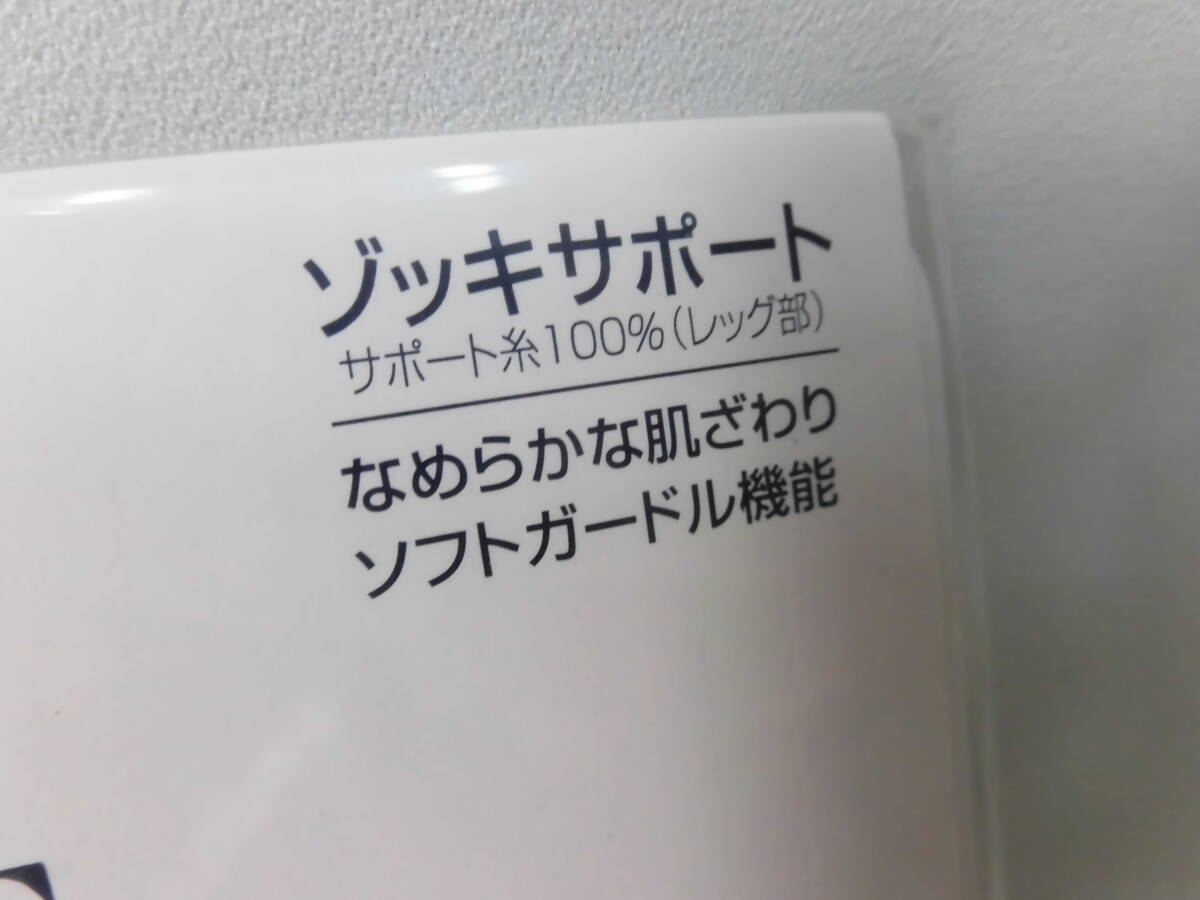 ゾッキサポート
サポート糸100%(レッグ部)
なめらかな肌ざわり
ソフトガードル機能